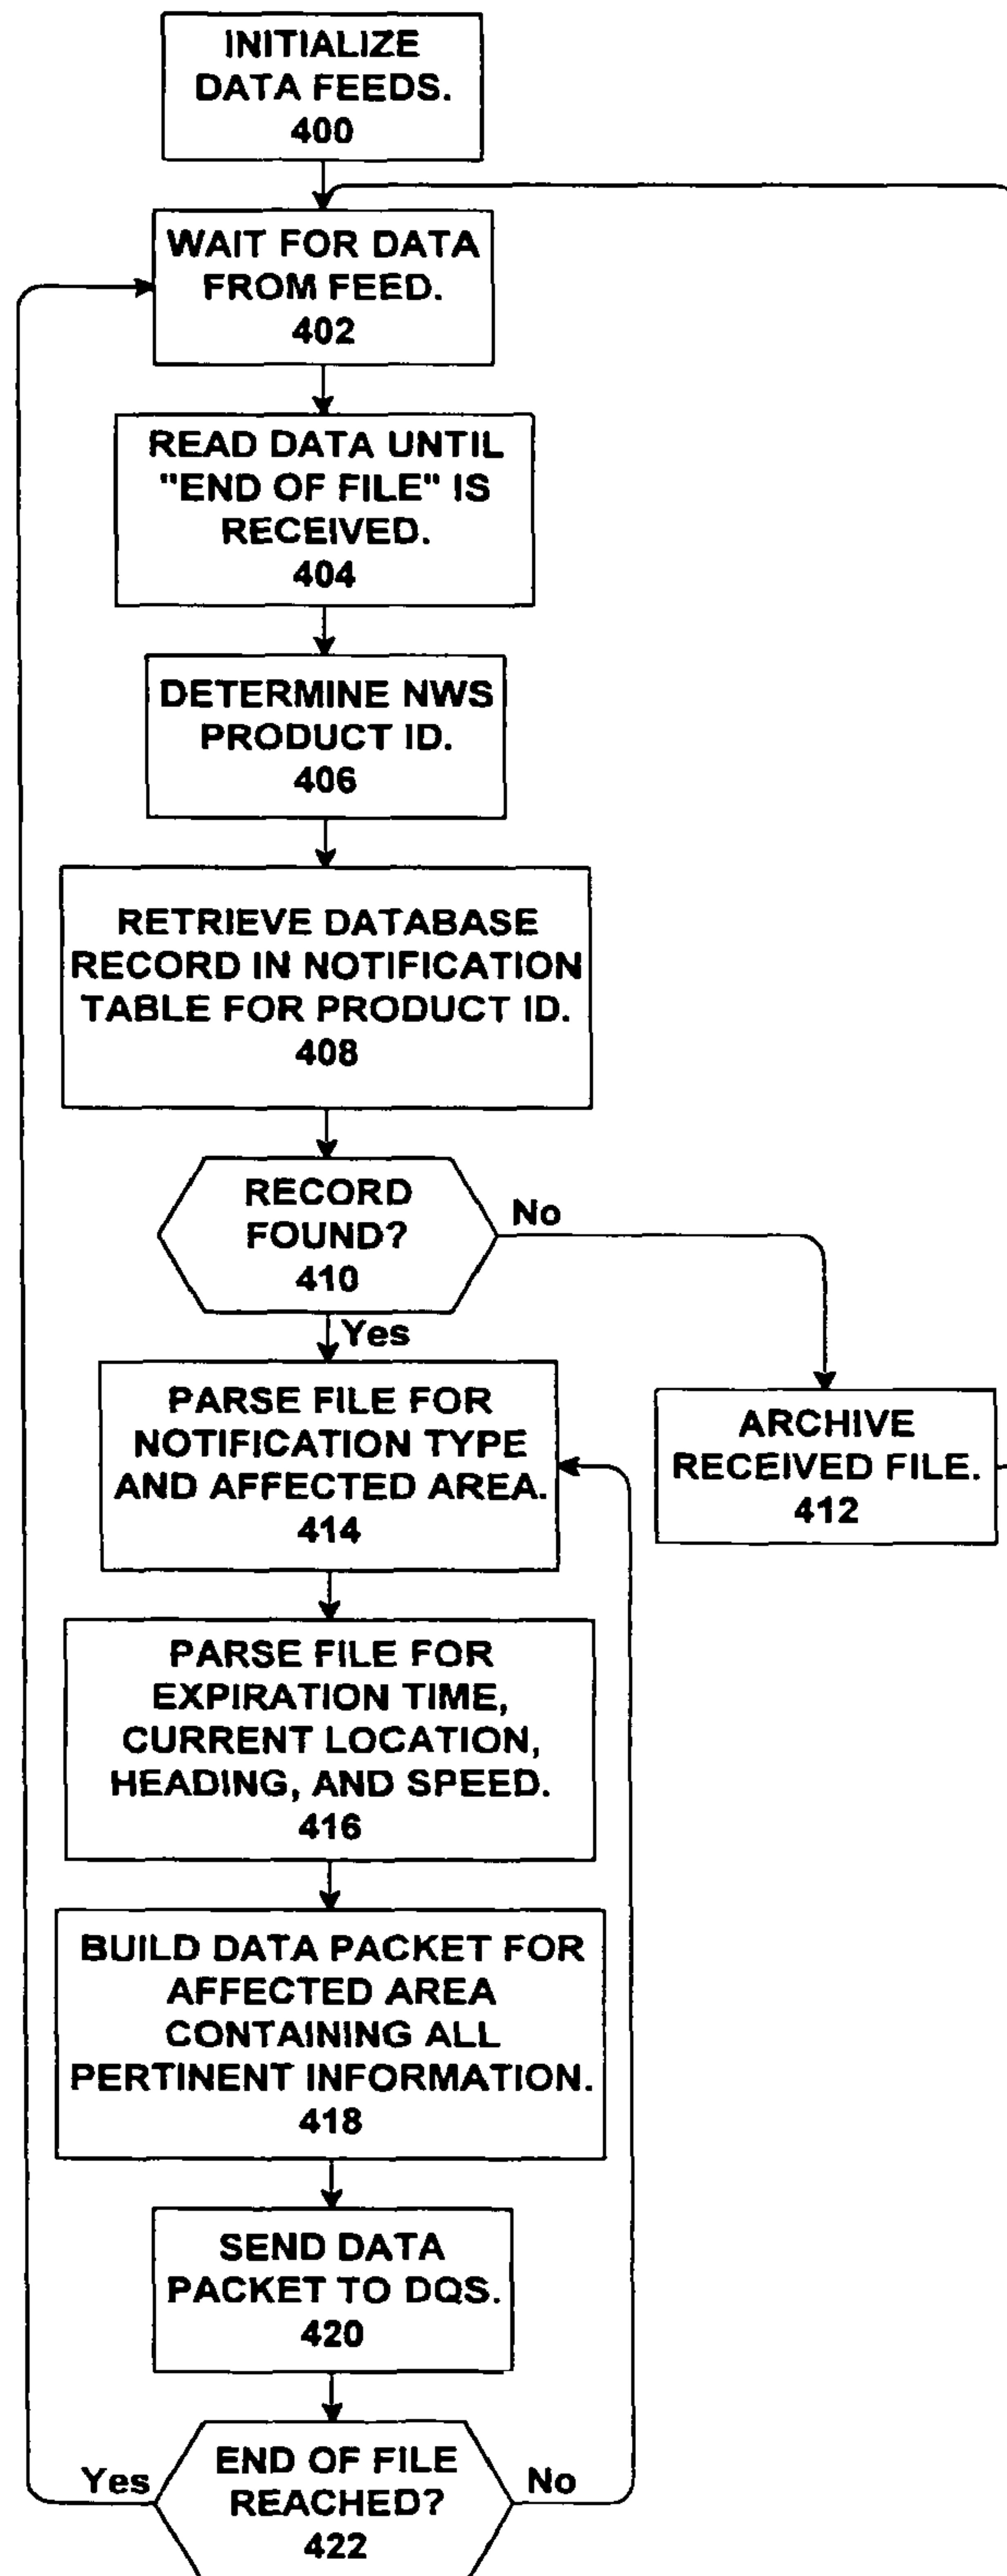 INITIALIZE
DATA FEEDS.
400
WAIT FOR DATA
FROM FEED.
402
READ DATA UNTIL
"END OF FILE" IS
RECEIVED.
404
DETERMINE NWS
PRODUCT ID.
406
RETRIEVE DATABASE
RECORD IN NOTIFICATION
TABLE FOR PRODUCT ID.
408
RECORD
FOUND?
410
No
Yes
ARCHIVE
RECEIVED FILE.
412
PARSE FILE FOR
NOTIFICATION TYPE
AND AFFECTED AREA.
414
PARSE FILE FOR
EXPIRATION TIME,
CURRENT LOCATION,
HEADING, AND SPEED.
416
BUILD DATA PACKET FOR
AFFECTED AREA
CONTAINING ALL
PERTINENT INFORMATION.
418
SEND DATA
PACKET TO DQS.
420
END OF FILE
REACHED?
422
Yes
No